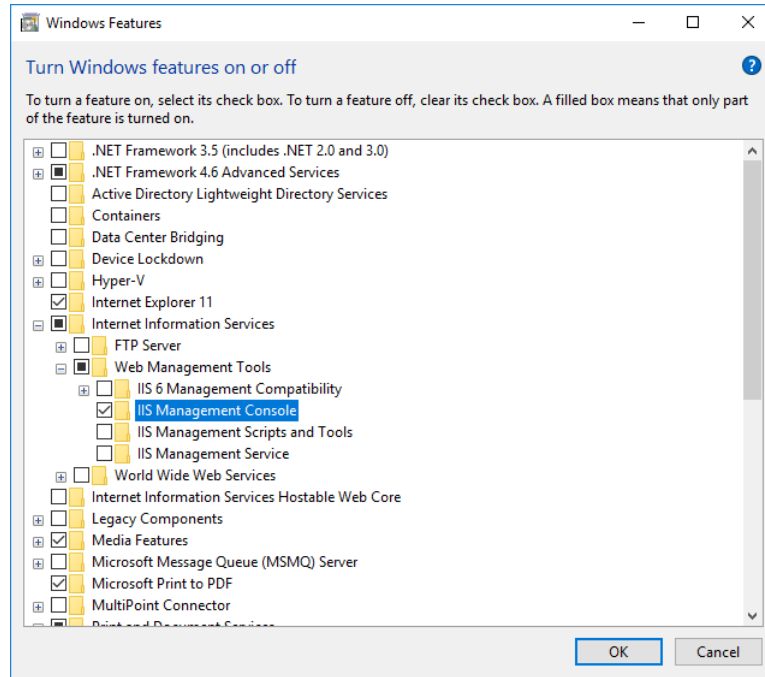 Windows Features
Turn Windows features on or off
?
To turn a feature on, select its check box. To turn a feature off, clear its check box. A filled box means that only part
of the feature is turned on.
.NET Framework 3.5 (includes .NET 2.0 and 3.0)
.NET Framework 4.6 Advanced Services
Active Directory Lightweight Directory Services
Containers
Data Center Bridging
Device Lockdown
Hyper-V
Internet Explorer 11
Internet Information Services
FTP Server
Web Management Tools
IIS 6 Management Compatibility
IIS Management Console
IIS Management Scripts and Tools
IIS Management Service
World Wide Web Services
Internet Information Services Hostable Web Core
Legacy Components
Media Features
Microsoft Message Queue (MSMQ) Server
Microsoft Print to PDF
MultiPoint Connector
Print and Document Services
OK
Cancel